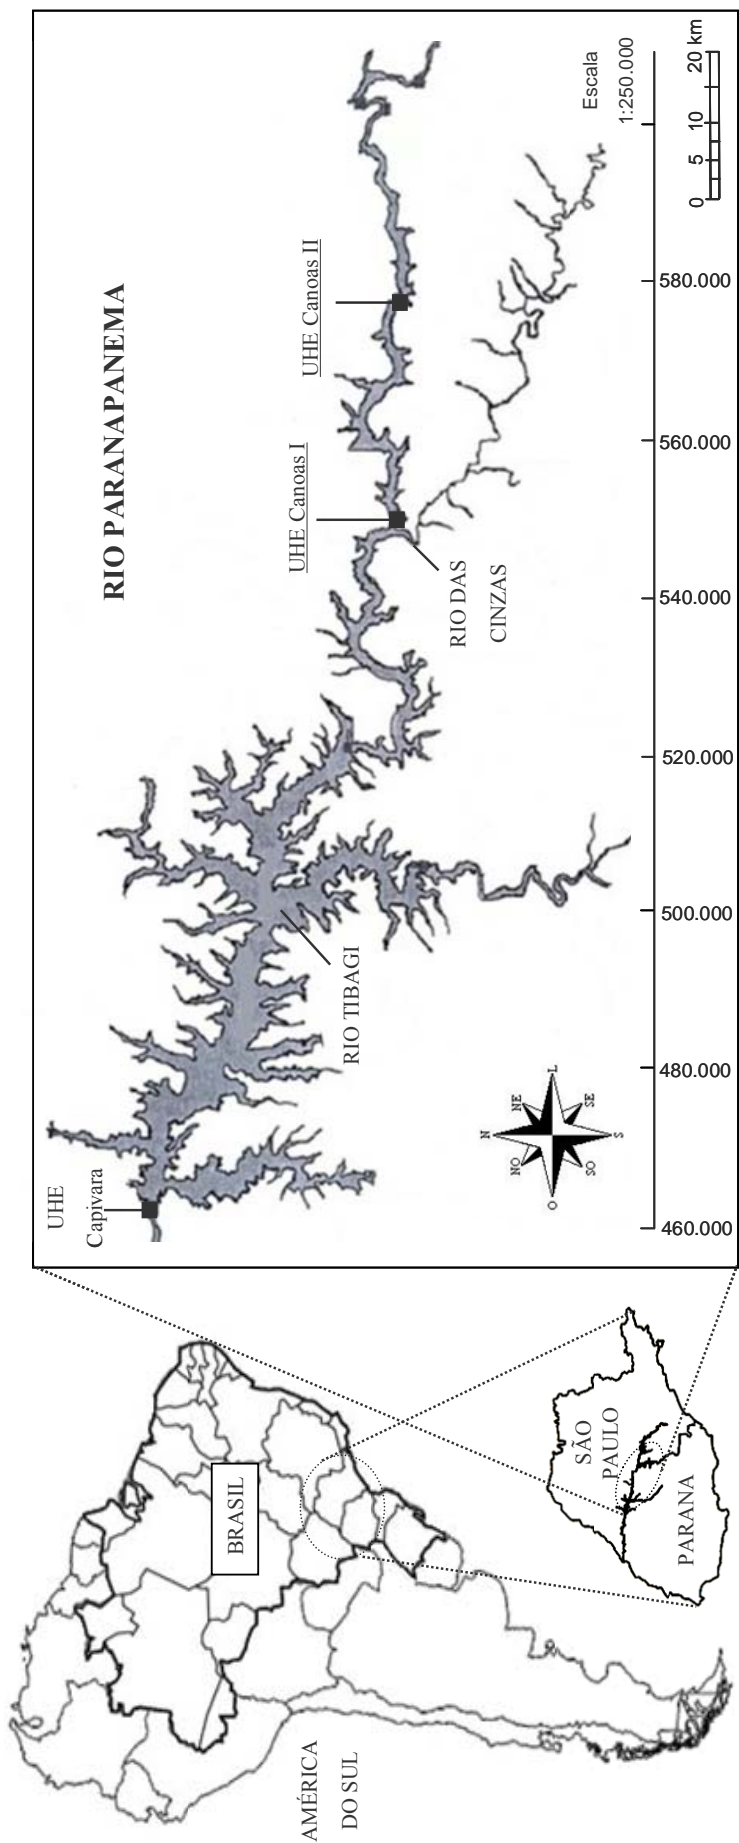 AMÉRICA
DO SUL
BRASIL
SÃO
PAULO
PARANA
RIO PARANAPANEMA
UHE
Capivara
RIO TIBAGI
UHE Canoas I
RIO DAS
CINZAS
UHE Canoas II
N
NE
L
SE
S
SO
O
NO
Escala
1:250.000
0 5 10 20 km
460.000 480.000 500.000 520.000 540.000 560.000 580.000